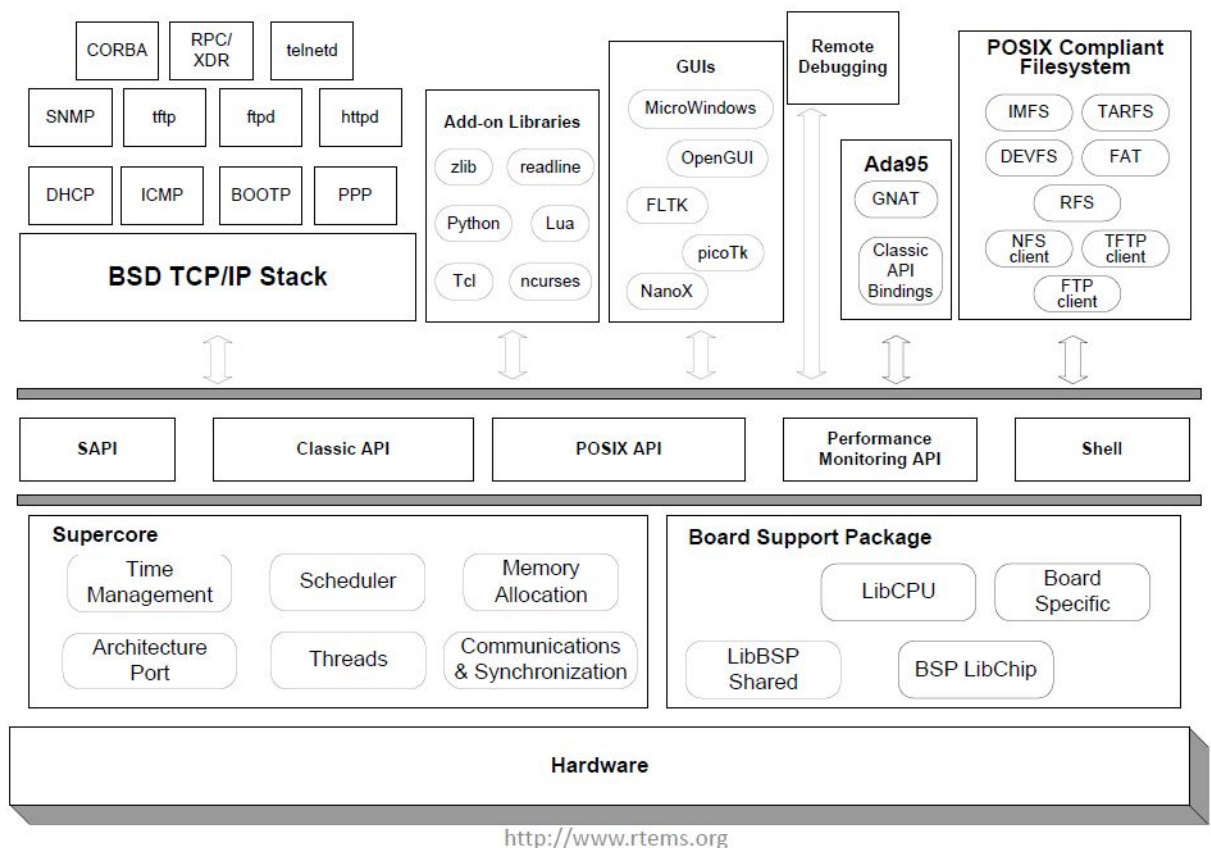 CORBA
RPC/
XDR
telnetd
SNMP
tftp
ftpd
httpd
DHCP
ICMP
BOOTP
PPP
BSD TCP/IP Stack
Add-on Libraries
zlib
readline
Python
Lua
Tcl
ncurses
GUIs
MicroWindows
OpenGUI
FLTK
picoTk
NanoX
Remote
Debugging
Ada95
GNAT
Classic
API
Bindings
POSIX Compliant
Filesystem
IMFS
TARFS
DEVFS
FAT
RFS
NFS
client
TFTP
client
FTP
client
SAPI
Classic API
POSIX API
Performance
Monitoring API
Shell
Supercore
Time
Management
Scheduler
Memory
Allocation
Architecture
Port
Threads
Communications
& Synchronization
Board Support Package
LibCPU
Board
Specific
LibBSP
Shared
BSP LibChip
Hardware
http://www.rtems.org